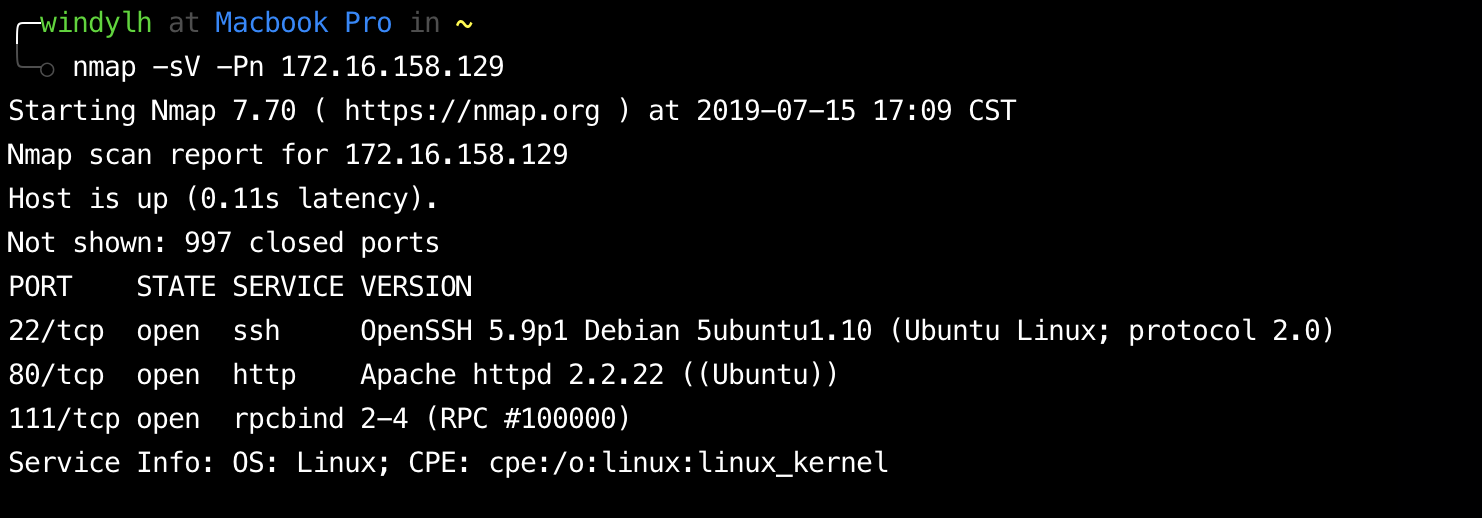 windylh at Macbook Pro in ~
nmap -sV -Pn 172.16.158.129
Starting Nmap 7.70 ( https://nmap.org ) at 2019-07-15 17:09 CST
Nmap scan report for 172.16.158.129
Host is up (0.11s latency).
Not shown: 997 closed ports
PORT    STATE SERVICE VERSION
22/tcp  open  ssh     OpenSSH 5.9p1 Debian 5ubuntu1.10 (Ubuntu Linux; protocol 2.0)
80/tcp  open  http    Apache httpd 2.2.22 ((Ubuntu))
111/tcp open  rpcbind 2-4 (RPC #100000)
Service Info: OS: Linux; CPE: cpe:/o:linux:linux_kernel